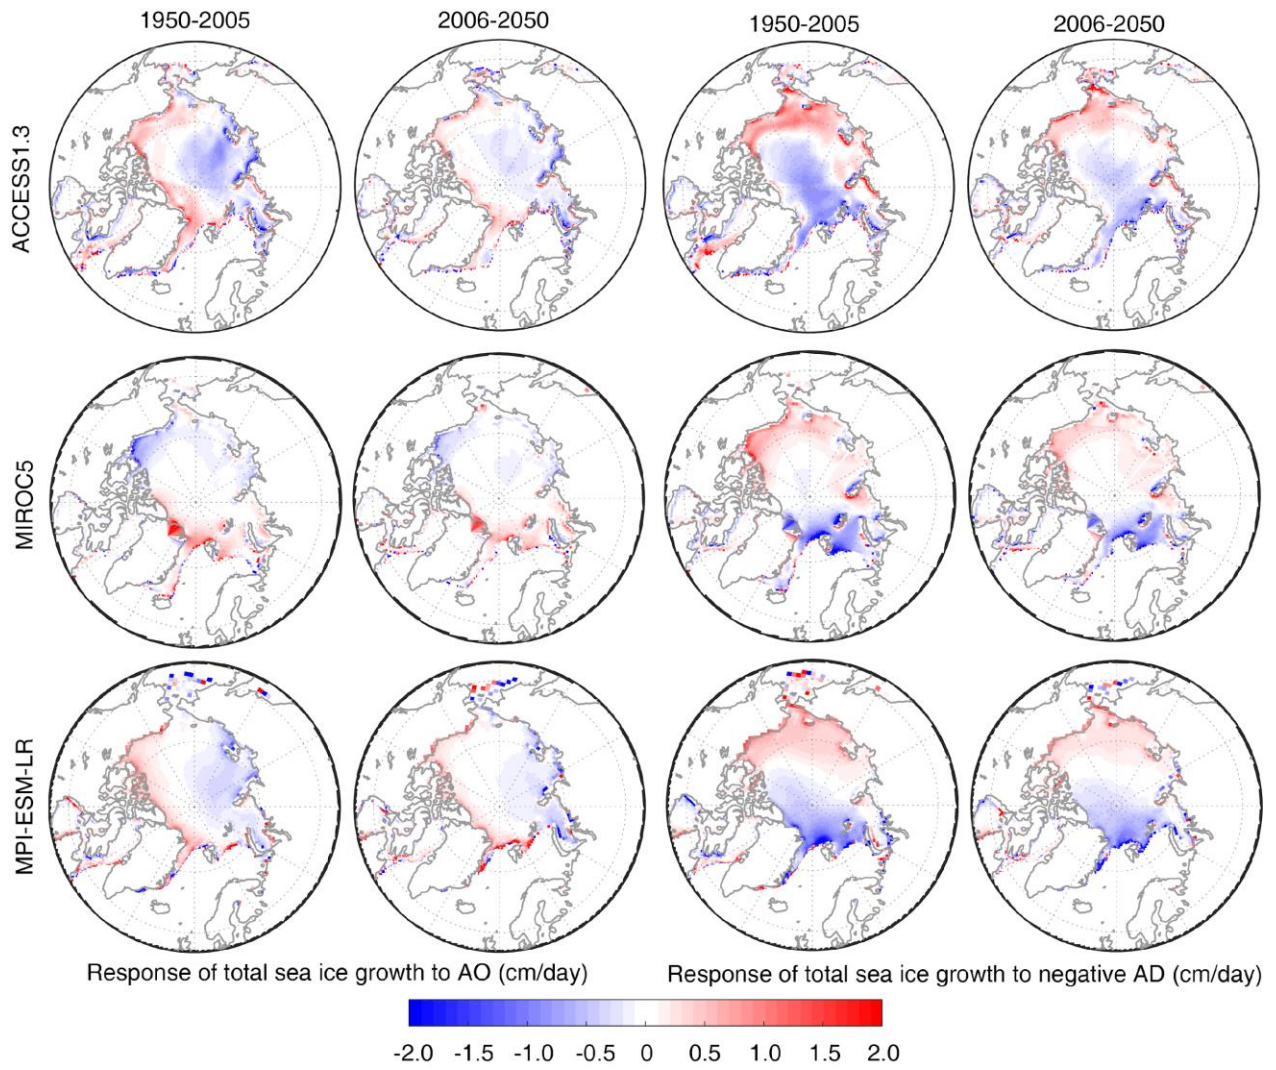 1950-2005 2006-2050 1950-2005 2006-2050
ACCESS1.3
MIROC5
MPI-ESM-LR
Response of total sea ice growth to AO (cm/day) Response of total sea ice growth to negative AD (cm/day)
-2.0 -1.5 -1.0 -0.5 0 0.5 1.0 1.5 2.0